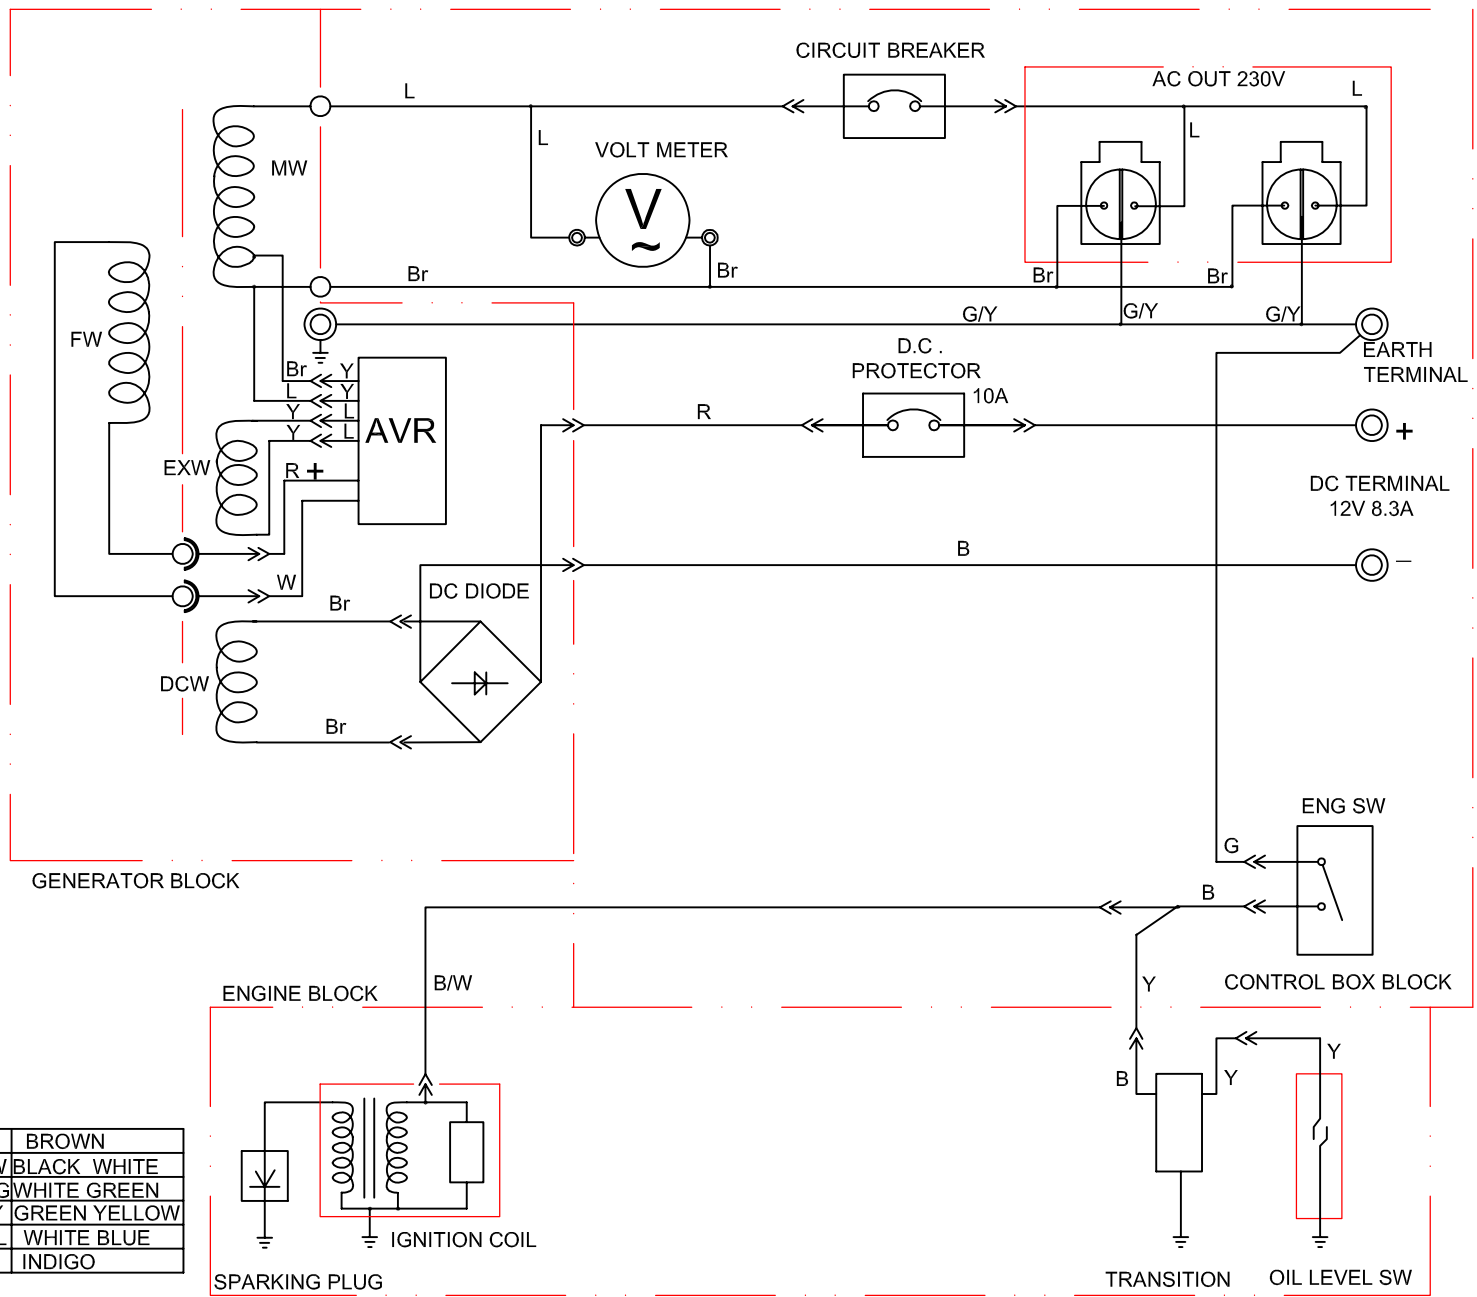 CIRCUIT BREAKER
AC OUT 230V
L
L
L
L
MW
VOLT METER
V
~
Br
Br
Br
Br
G/Y
G/Y
G/Y
FW
D.C .
PROTECTOR
10A
EARTH
TERMINAL
Br Y
L Y
Y L
Y L
AVR
R
+
EXW
R +
DC TERMINAL
12V 8.3A
B
−
W
DC DIODE
Br
DCW
Br
ENG SW
G
GENERATOR BLOCK
B
B/W
Y
CONTROL BOX BLOCK
ENGINE BLOCK
Y
B
Y
BROWN
W BLACK WHITE
G WHITE GREEN
Y GREEN YELLOW
L WHITE BLUE
INDIGO
IGNITION COIL
SPARKING PLUG
TRANSITION
OIL LEVEL SW